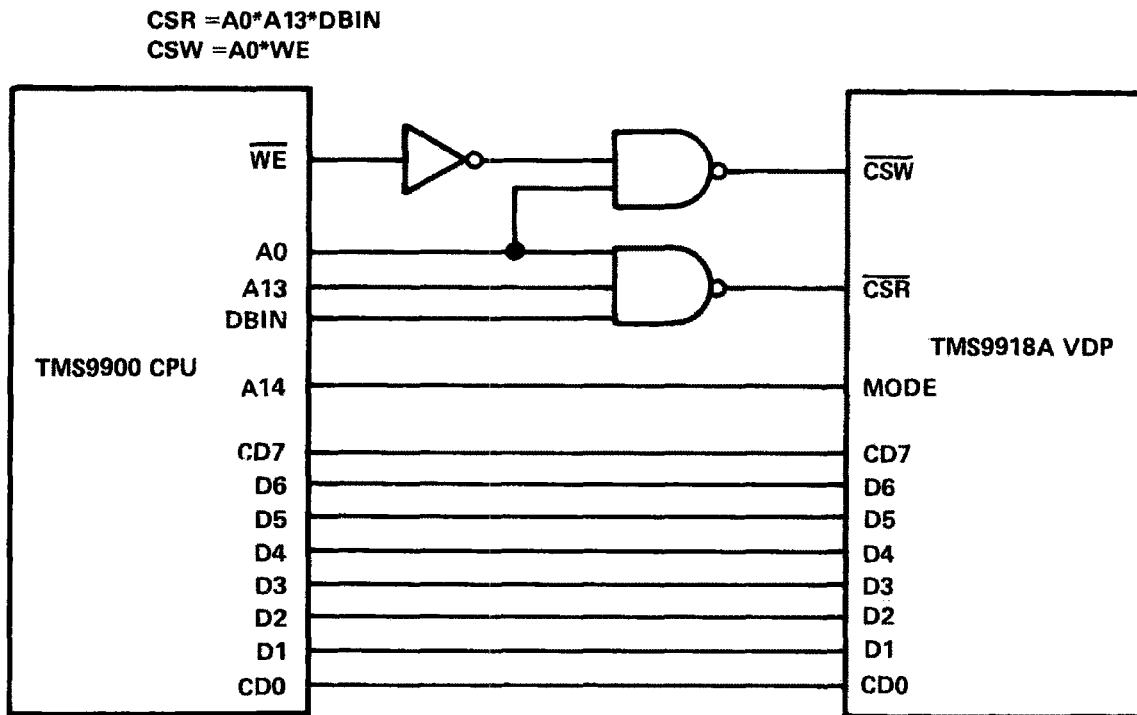 CSR =A0*A13*DBIN
CSW =A0*WE
WE
CSW
A0
A13
CSR
DBIN
TMS9900 CPU
TMS9918A VDP
A14
MODE
CD7
CD7
D6
D6
D5
D5
D4
D4
D3
D3
D2
D2
D1
D1
CD0
CD0